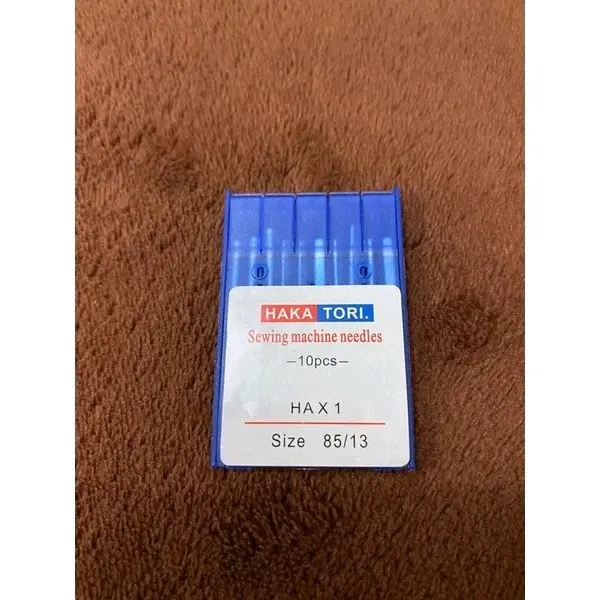 HAKA TORI.
Sewing machine needles
—10pcs—
HA X 1
Size 85/13